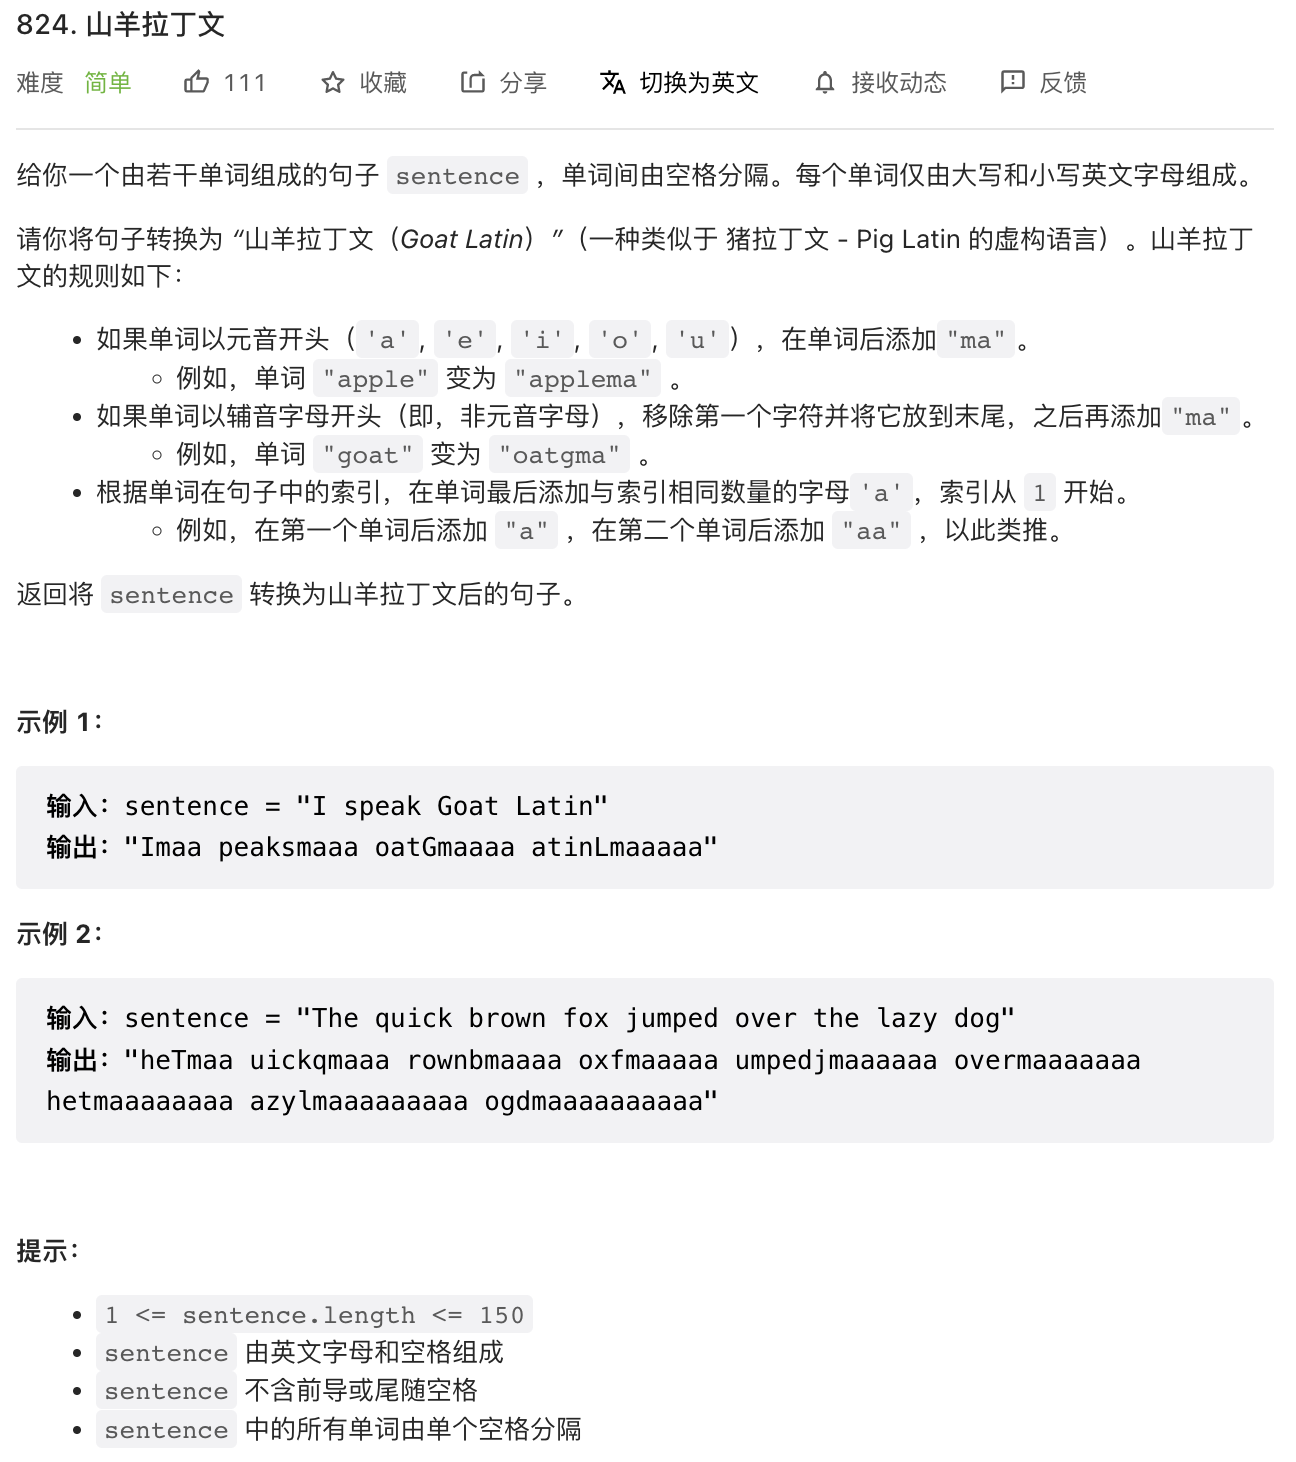 824. 山羊拉丁文
难度 简单 111 收藏 分享 切换为英文 接收动态 反馈
给你一个由若干单词组成的句子 sentence ，单词间由空格分隔。每个单词仅由大写和小写英文字母组成。
请你将句子转换为 “山羊拉丁文（Goat Latin）”（一种类似于 猪拉丁文 - Pig Latin 的虚构语言）。山羊拉丁
文的规则如下：
如果单词以元音开头（'a', 'e', 'i', 'o', 'u'），在单词后添加"ma"。
例如，单词 "apple" 变为 "applema" 。
如果单词以辅音字母开头（即，非元音字母），移除第一个字符并将它放到末尾，之后再添加"ma"。
例如，单词 "goat" 变为 "oatgma" 。
根据单词在句子中的索引，在单词最后添加与索引相同数量的字母'a'，索引从 1 开始。
例如，在第一个单词后添加 "a" ，在第二个单词后添加 "aa" ，以此类推。
返回将 sentence 转换为山羊拉丁文后的句子。
示例 1：
输入：sentence = "I speak Goat Latin"
输出："Imaa peaksmaaa oatGmaaaa atinLmaaaaa"
示例 2：
输入：sentence = "The quick brown fox jumped over the lazy dog"
输出："heTmaa uickqmaaa rownbmaaaa oxfmaaaaa umpedjmaaaaaa overmaaaaaaa
hetmaaaaaaaa azylmaaaaaaaaa ogdmaaaaaaaaaa"
提示：
1 <= sentence.length <= 150
sentence 由英文字母和空格组成
sentence 不含前导或尾随空格
sentence 中的所有单词由单个空格分隔